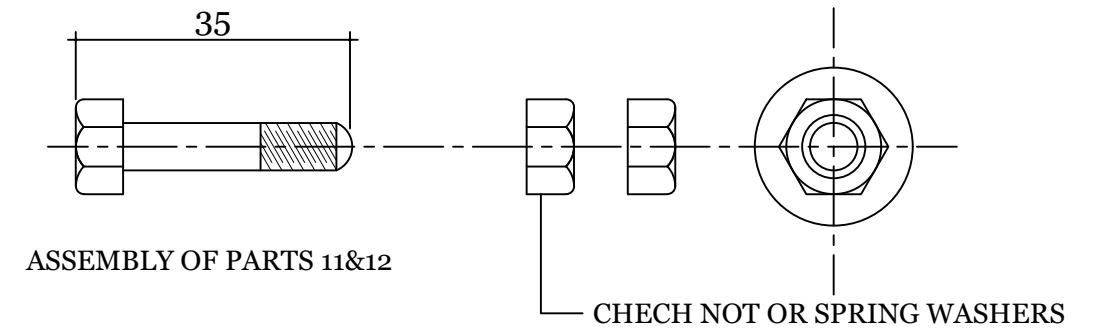 35
ASSEMBLY OF PARTS 11&12
CHECH NOT OR SPRING WASHERS